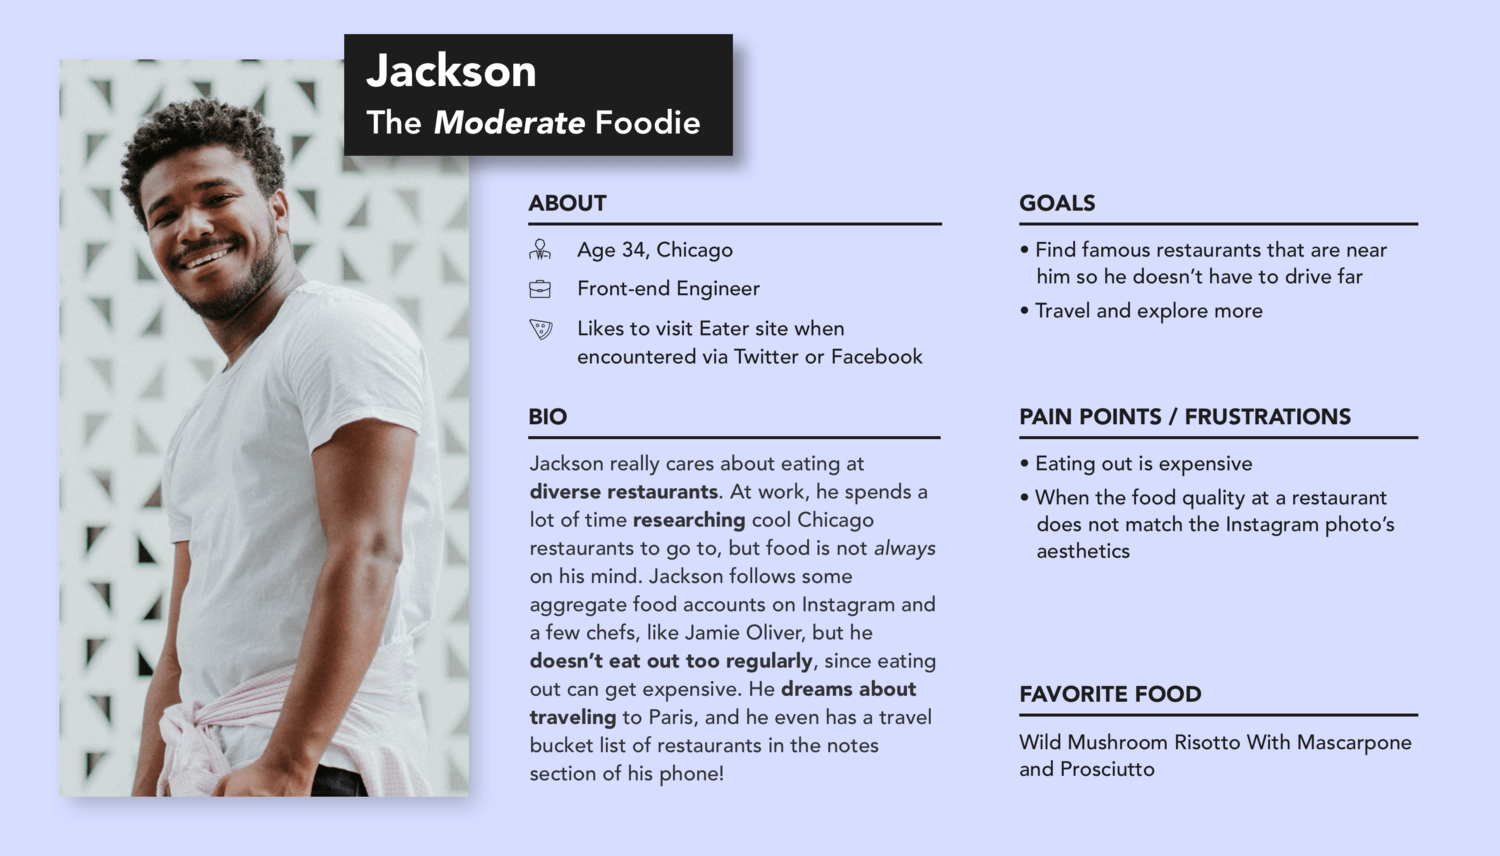 Jackson
The Moderate Foodie
ABOUT
Age 34, Chicago
Front-end Engineer
Likes to visit Eater site when
encountered via Twitter or Facebook
BIO
Jackson really cares about eating at
diverse restaurants. At work, he spends a
lot of time researching cool Chicago
restaurants to go to, but food is not always
on his mind. Jackson follows some
aggregate food accounts on Instagram and
a few chefs, like Jamie Oliver, but he
doesn’t eat out too regularly, since eating
out can get expensive. He dreams about
traveling to Paris, and he even has a travel
bucket list of restaurants in the notes
section of his phone!
GOALS
• Find famous restaurants that are near
him so he doesn’t have to drive far
• Travel and explore more
PAIN POINTS / FRUSTRATIONS
• Eating out is expensive
• When the food quality at a restaurant
does not match the Instagram photo’s
aesthetics
FAVORITE FOOD
Wild Mushroom Risotto With Mascarpone
and Prosciutto